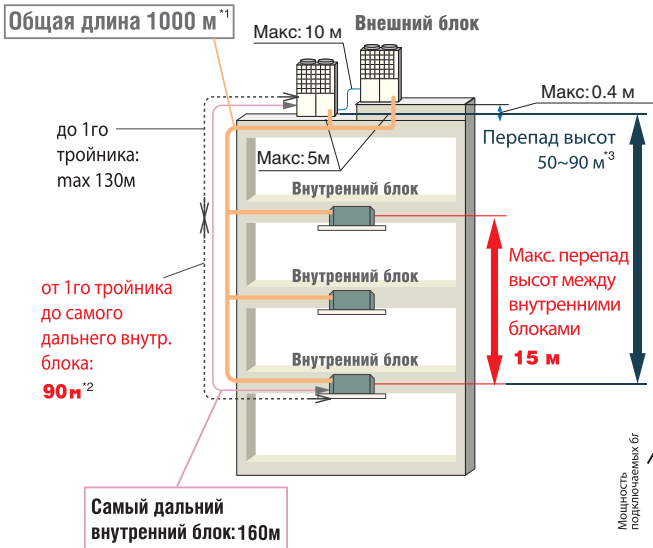 Общая длина 1000 м*1
Макс: 10 м
Внешний блок
Макс: 0.4 м
до 1го
тройника:
max 130м
Макс: 5м
Перепад высот
50~90 м*3
Внутренний блок
Макс. перепад
высот между
внутренними
блоками
15 м
от 1го тройника
до самого
дальнего внутр.
блока:
90м*2
Внутренний блок
Внутренний блок
Самый дальний
внутренний блок:160м
Мощность
подключаемых